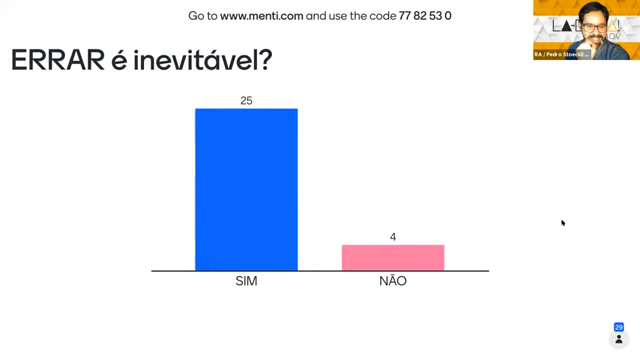 Go to www.menti.com and use the code 77 82 53 0
ERRAR é inevitável?
25
4
SIM
NÃO
29